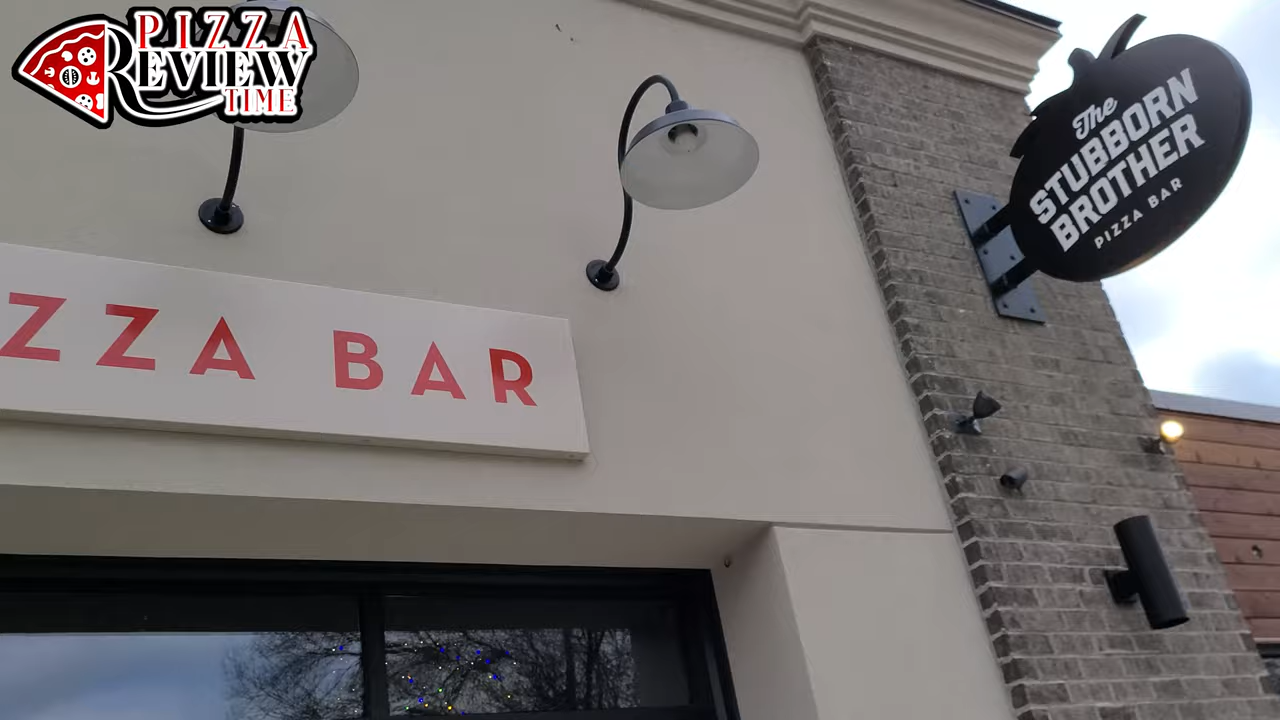 PIZZA
REVIEW
TIME
The
STUBBORN
BROTHER
PIZZA BAR
ZZA BAR